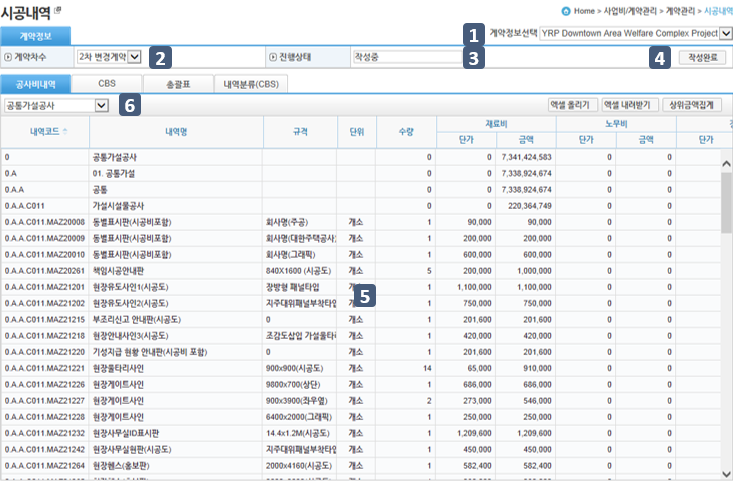 시공내역
Home > 사업비/계약관리 > 계약관리 > 시공내역
계약정보
1 계약정보선택 YRP Downtown Area Welfare Complex Project
계약차수 2차 변경계약 2 진행상태 작성중 3 4 작성완료
공사비내역 CBS 총괄표 내역분류(CBS)
공통가설공사 6 엑셀 올리기 엑셀 내려받기 상위금액집계
내역코드 내역명 규격 단위 수량 재료비 노무비
단가 금액 단가 금액 단가
0 공통가설공사 0 0 7,341,424,583 0 0
0.A 01. 공통가설 0 0 7,338,924,674 0 0
0.A.A 공통 0 0 7,338,924,674 0 0
0.A.A.C011 가설시설물공사 0 0 220,364,749 0 0
0.A.A.C011.MAZ20008 동별표시판(시공비포함) 회사명(주공) 개소 1 90,000 90,000 0 0
0.A.A.C011.MAZ20009 동별표시판(시공비포함) 회사명(대한주택공사 개소 1 200,000 200,000 0 0
0.A.A.C011.MAZ20010 동별표시판(시공비포함) 회사명(그래픽) 개소 1 600,000 600,000 0 0
0.A.A.C011.MAZ20261 책임시공안내판 840X1600 (시공도) 개소 5 200,000 1,000,000 0 0
0.A.A.C011.MAZ21201 현장유도사인1(시공도) 장방형 패널타입 1 1,100,000 1,100,000 0 0
0.A.A.C011.MAZ21202 현장유도사인2(시공도) 지주대위패널부착타입 5 1 750,000 750,000 0 0
0.A.A.C011.MAZ21215 부조리신고 안내판(시공도) 0 개소 1 201,600 201,600 0 0
0.A.A.C011.MAZ21218 현장안내사인3(시공도) 조감도삽입 가설울타리 개소 1 420,000 420,000 0 0
0.A.A.C011.MAZ21220 기성지급 현황 안내판(시공비 포함) 0 개소 1 201,600 201,600 0 0
0.A.A.C011.MAZ21221 현장울타리사인 900x900(시공도) 개소 14 65,000 910,000 0 0
0.A.A.C011.MAZ21226 현장게이트사인 9800x700(상단) 개소 1 686,000 686,000 0 0
0.A.A.C011.MAZ21227 현장게이트사인 900x3900(좌우열) 개소 2 273,000 546,000 0 0
0.A.A.C011.MAZ21228 현장게이트사인 6400x2000(그래픽) 개소 1 250,000 250,000 0 0
0.A.A.C011.MAZ21232 현장사무실ID표시판 14.4x1.2M(시공도) 개소 1 1,209,600 1,209,600 0 0
0.A.A.C011.MAZ21242 현장사무실현판(시공도) 지주대위패널부착타입 개소 1 450,000 450,000 0 0
0.A.A.C011.MAZ21264 현장헨스(홍보판) 2000x4160(시공도) 개소 1 582,400 582,400 0 0